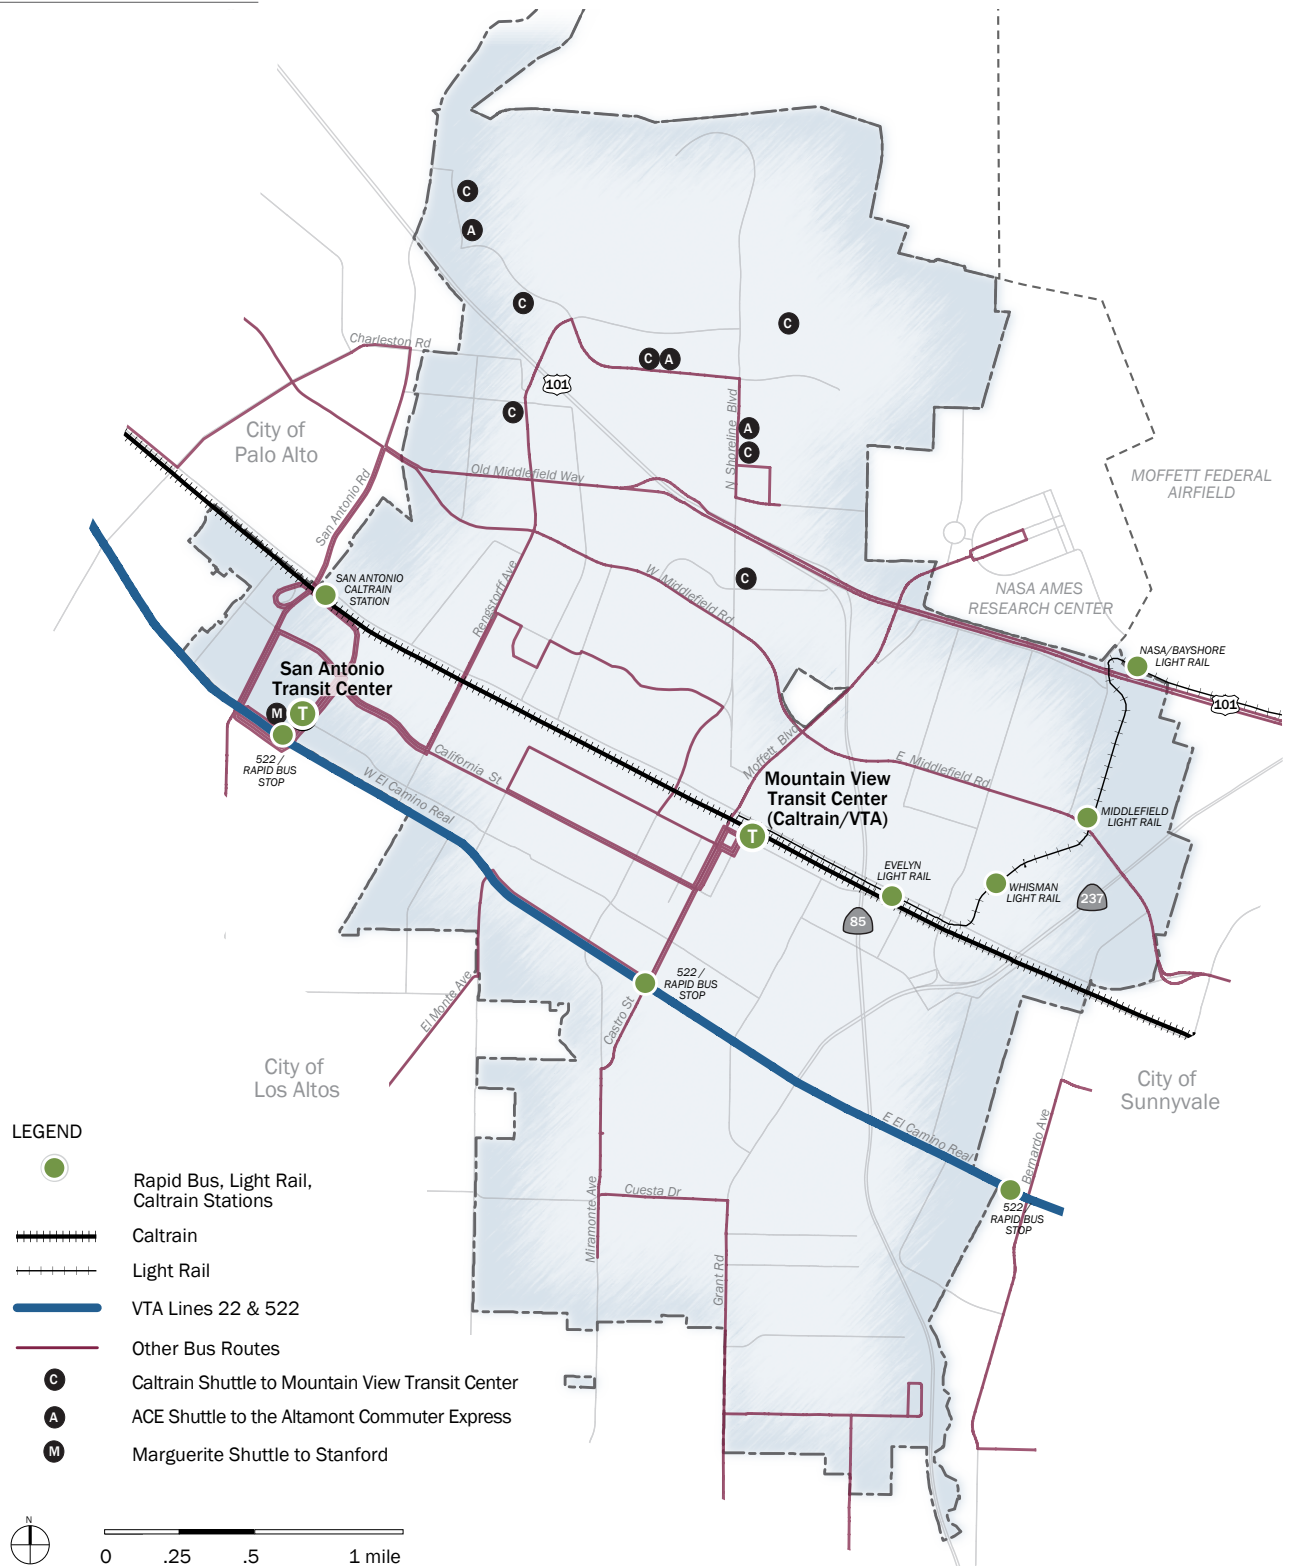 C
A
C
C
Charleston Rd
C
A
101
N Shoreline Blvd
C
A
C
City of
Palo Alto
Old Middlefield Way
San Antonio Rd
MOFFETT FEDERAL
AIRFIELD
SAN ANTONIO
CALTRAIN
STATION
Rengstorff Ave
W Middlefield Rd
C
NASA AMES
RESEARCH CENTER
NASA/BAYSHORE
LIGHT RAIL
101
San Antonio
Transit Center
M
T
522 /
RAPID BUS
STOP
California St
W El Camino Real
Moffett Blvd
E Middlefield Rd
Mountain View
Transit Center
(Caltrain/VTA)
T
MIDDLEFIELD
LIGHT RAIL
EVELYN
LIGHT RAIL
WHISMAN
LIGHT RAIL
237
85
522 /
RAPID BUS
STOP
El Monte Ave
Castro St
City of
Los Altos
City of
Sunnyvale
E El Camino Real
Bernardo Ave
Cuesta Dr
Miramonte Ave
522
RAPID BUS
STOP
Grant Rd
LEGEND
Rapid Bus, Light Rail,
Caltrain Stations
Caltrain
Light Rail
VTA Lines 22 & 522
Other Bus Routes
C
Caltrain Shuttle to Mountain View Transit Center
A
ACE Shuttle to the Altamont Commuter Express
M
Marguerite Shuttle to Stanford
N
0 .25 .5 1 mile